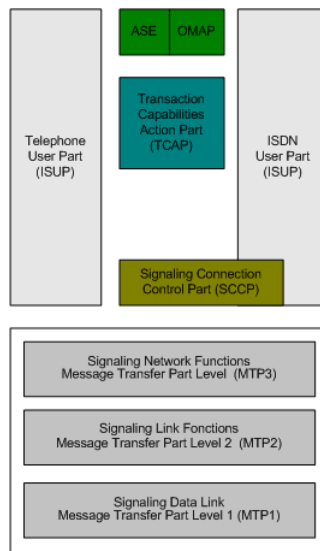 ASE
OMAP
Transaction
Capabilities
Action Part
(TCAP)
Telephone
User Part
(ISUP)
ISDN
User Part
(ISUP)
Signaling Connection
Control Part (SCCP)
Signaling Network Functions
Message Transfer Part Level (MTP3)
Signaling Link Fonctions
Message Transfer Part Level 2 (MTP2)
Signaling Data Link
Message Transfer Part Level 1 (MTP1)